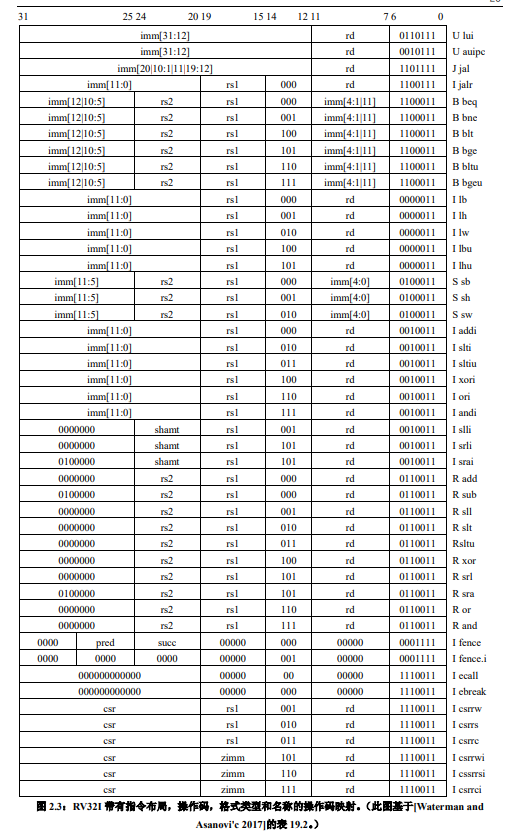 31 25 24 20 19 15 14 12 11 7 6 0
imm[31:12] rd 0110111 U lui
imm[31:12] rd 0010111 U auipc
imm[20|10:1|11|19:12] rd 1101111 J jal
imm[11:0] rs1 000 rd 1100111 I jalr
imm[12|10:5] rs2 rs1 000 imm[4:1|11] 1100011 B beq
imm[12|10:5] rs2 rs1 001 imm[4:1|11] 1100011 B bne
imm[12|10:5] rs2 rs1 100 imm[4:1|11] 1100011 B blt
imm[12|10:5] rs2 rs1 101 imm[4:1|11] 1100011 B bge
imm[12|10:5] rs2 rs1 110 imm[4:1|11] 1100011 B bltu
imm[12|10:5] rs2 rs1 111 imm[4:1|11] 1100011 B bgeu
imm[11:0] rs1 000 rd 0000011 I lb
imm[11:0] rs1 001 rd 0000011 I lh
imm[11:0] rs1 010 rd 0000011 I lw
imm[11:0] rs1 100 rd 0000011 I lbu
imm[11:0] rs1 101 rd 0000011 I lhu
imm[11:5] rs2 rs1 000 imm[4:0] 0100011 S sb
imm[11:5] rs2 rs1 001 imm[4:0] 0100011 S sh
imm[11:5] rs2 rs1 010 imm[4:0] 0100011 S sw
imm[11:0] rs1 000 rd 0010011 I addi
imm[11:0] rs1 010 rd 0010011 I slti
imm[11:0] rs1 011 rd 0010011 I sltiu
imm[11:0] rs1 100 rd 0010011 I xori
imm[11:0] rs1 110 rd 0010011 I ori
imm[11:0] rs1 111 rd 0010011 I andi
0000000 shamt rs1 001 rd 0010011 I slli
0000000 shamt rs1 101 rd 0010011 I srli
0100000 shamt rs1 101 rd 0010011 I srai
0000000 rs2 rs1 000 rd 0110011 R add
0100000 rs2 rs1 000 rd 0110011 R sub
0000000 rs2 rs1 001 rd 0110011 R sll
0000000 rs2 rs1 010 rd 0110011 R slt
0000000 rs2 rs1 011 rd 0110011 Rsltu
0000000 rs2 rs1 100 rd 0110011 R xor
0000000 rs2 rs1 101 rd 0110011 R srl
0100000 rs2 rs1 101 rd 0110011 R sra
0000000 rs2 rs1 110 rd 0110011 R or
0000000 rs2 rs1 111 rd 0110011 R and
0000 pred succ 00000 000 00000 0001111 I fence
0000 0000 0000 00000 001 00000 0001111 I fence.i
000000000000 00000 00 00000 1110011 I ecall
000000000000 00000 000 00000 1110011 I ebreak
csr rs1 001 rd 1110011 I csrrw
csr rs1 010 rd 1110011 I csrrs
csr rs1 011 rd 1110011 I csrrc
csr zimm 101 rd 1110011 I csrrwi
csr zimm 110 rd 1110011 I cssrrsi
csr zimm 111 rd 1110011 I csrrci
图 2.3：RV32I 带有指令布局，操作码，格式类型和名称的操作码映射。（此图基于[Waterman and
Asanovi'c 2017]的表 19.2。）